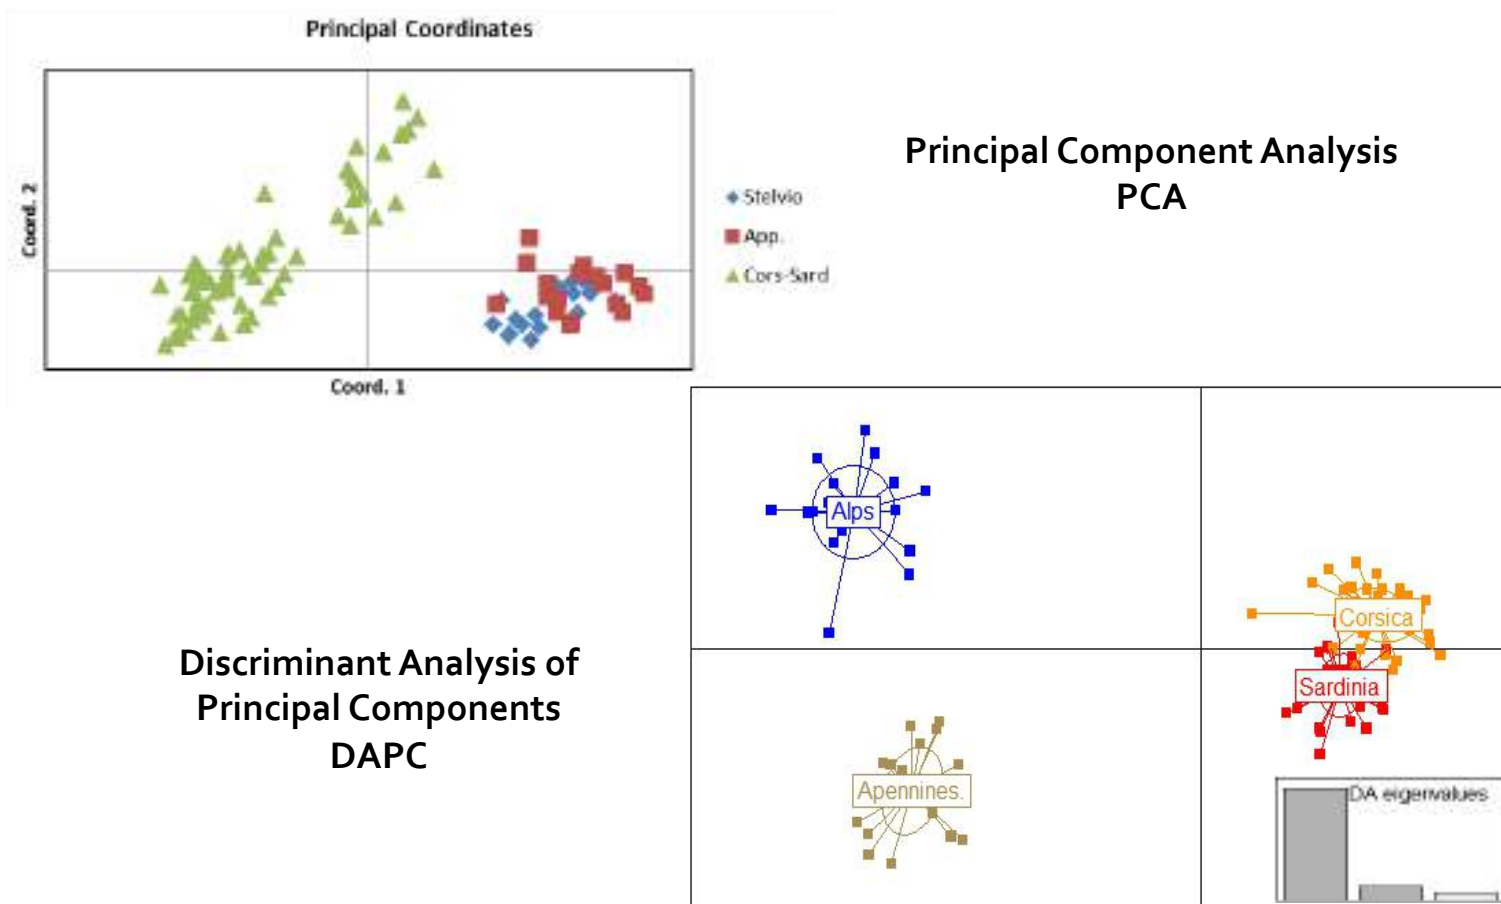 Principal Coordinates
Coord. 2
Stelvio
App.
Cors-Sard
Coord. 1
Principal Component Analysis
PCA
Discriminant Analysis of
Principal Components
DAPC
Alps
Corsica
Sardinia
Apennines.
DA eigenvalues